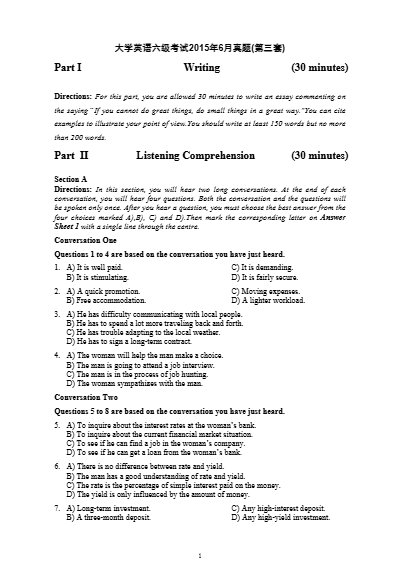 大学英语六级考试2015年6月真题(第三套)
Part I Writing (30 minutes)
Directions: For this part, you are allowed 30 minutes to write an essay commenting on
the saying“ If you cannot do great things, do small things in a great way.”You can cite
examples to illustrate your point of view.You should write at least 150 words but no more
than 200 words.
Part II Listening Comprehension (30 minutes)
Section A
Directions: In this section, you will hear two long conversations. At the end of each
conversation, you will hear four questions. Both the conversation and the questions will
be spoken only once. After you hear a question, you must choose the best answer from the
four choices marked A),B), C) and D).Then mark the corresponding letter on Answer
Sheet 1 with a single line through the centre.
Conversation One
Questions 1 to 4 are based on the conversation you have just heard.
1. A) It is well paid. C) It is demanding.
B) It is stimulating. D) It is fairly secure.
2. A) A quick promotion. C) Moving expenses.
B) Free accommodation. D) A lighter workload.
3. A) He has difficulty communicating with local people.
B) He has to spend a lot more traveling back and forth.
C) He has trouble adapting to the local weather.
D) He has to sign a long-term contract.
4. A) The woman will help the man make a choice.
B) The man is going to attend a job interview.
C) The man is in the process of job hunting.
D) The woman sympathizes with the man.
Conversation Two
Questions 5 to 8 are based on the conversation you have just heard.
5. A) To inquire about the interest rates at the woman’s bank.
B) To inquire about the current financial market situation.
C) To see if he can find a job in the woman’s company.
D) To see if he can get a loan from the woman’s bank.
6. A) There is no difference between rate and yield.
B) The man has a good understanding of rate and yield.
C) The rate is the percentage of simple interest paid on the money.
D) The yield is only influenced by the amount of money.
7. A) Long-term investment. C) Any high-interest deposit.
B) A three-month deposit. D) Any high-yield investment.
1